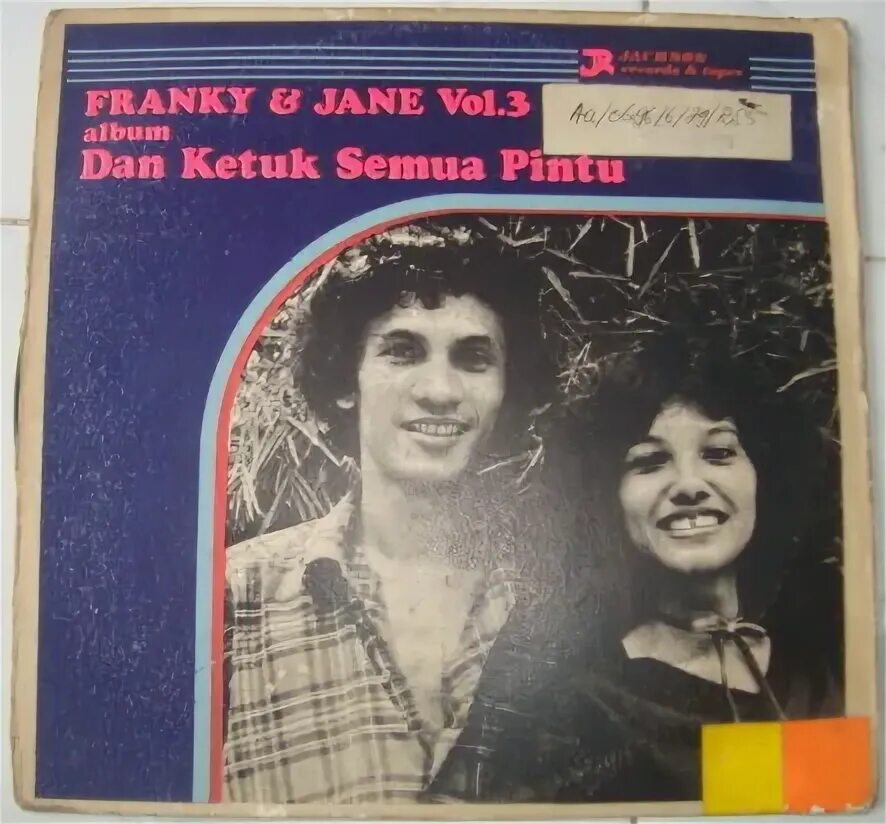 JACKSON
records & tapes
FRANKY & JANE Vol.3
album
Dan Ketuk Semua Pintu